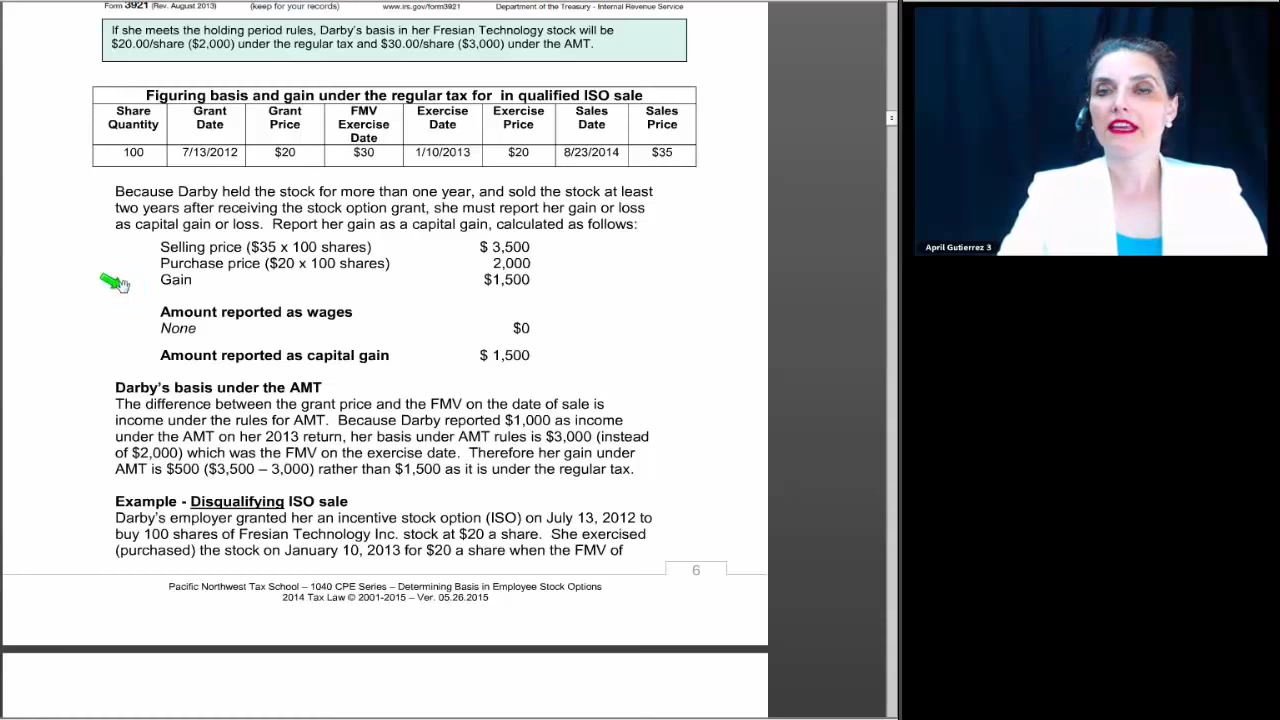 Form 3921 (Rev. August 2013) (keep for your records) www.irs.gov/form3921 Department of the Treasury - Internal Revenue Service
If she meets the holding period rules, Darby's basis in her Fresian Technology stock will be
$20.00/share ($2,000) under the regular tax and $30.00/share ($3,000) under the AMT.
Figuring basis and gain under the regular tax for in qualified ISO sale
Share Quantity Grant Date Grant Price FMV Exercise Date Exercise Date Exercise Price Sales Date Sales Price
100 7/13/2012 $20 $30 1/10/2013 $20 8/23/2014 $35
Because Darby held the stock for more than one year, and sold the stock at least
two years after receiving the stock option grant, she must report her gain or loss
as capital gain or loss. Report her gain as a capital gain, calculated as follows:
Selling price ($35 x 100 shares) $ 3,500
Purchase price ($20 x 100 shares) 2,000
Gain $1,500
Amount reported as wages
None $0
Amount reported as capital gain $ 1,500
Darby's basis under the AMT
The difference between the grant price and the FMV on the date of sale is
income under the rules for AMT. Because Darby reported $1,000 as income
under the AMT on her 2013 return, her basis under AMT rules is $3,000 (instead
of $2,000) which was the FMV on the exercise date. Therefore her gain under
AMT is $500 ($3,500 – 3,000) rather than $1,500 as it is under the regular tax.
Example - Disqualifying ISO sale
Darby's employer granted her an incentive stock option (ISO) on July 13, 2012 to
buy 100 shares of Fresian Technology Inc. stock at $20 a share. She exercised
(purchased) the stock on January 10, 2013 for $20 a share when the FMV of
6
Pacific Northwest Tax School – 1040 CPE Series – Determining Basis in Employee Stock Options
2014 Tax Law © 2001-2015 – Ver. 05.26.2015
April Gutierrez 3